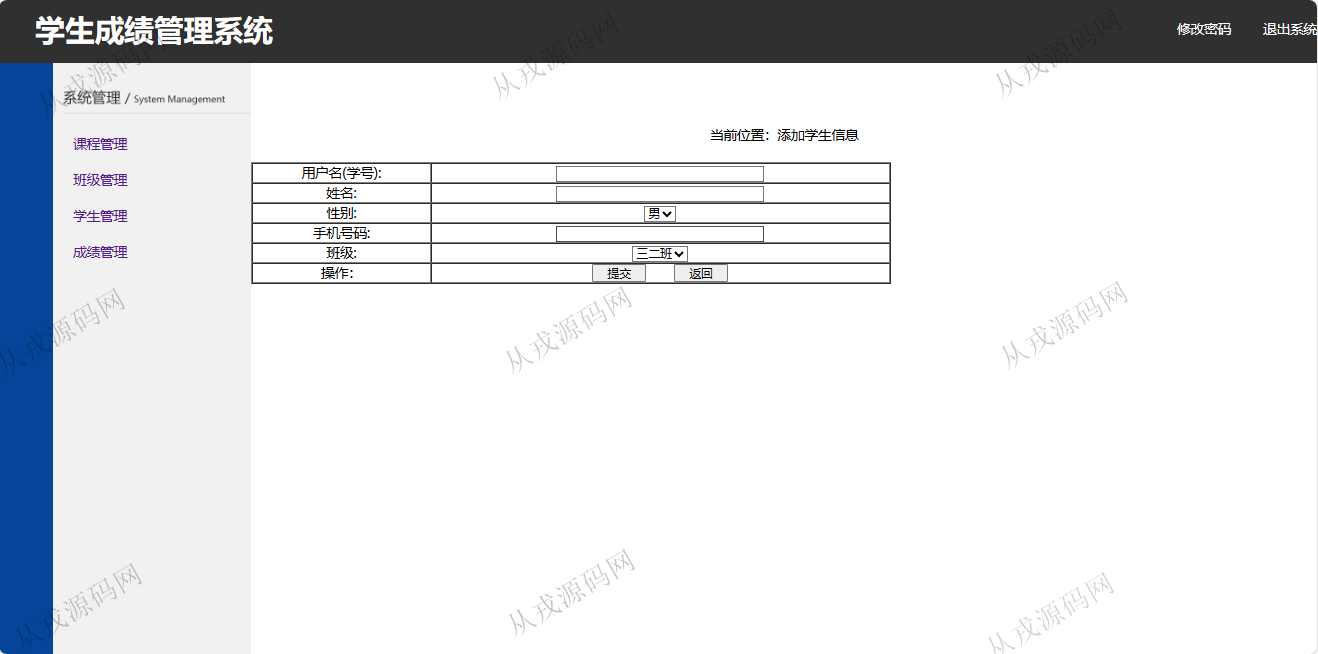 学生成绩管理系统
修改密码 退出系统
系统管理 / System Management
课程管理
班级管理
学生管理
成绩管理
当前位置：添加学生信息
用户名(学号):
姓名:
性别: 男
手机号码:
班级: 三二班
操作： 提交 返回
从戎源码网
从戎源码网
从戎源码网
从戎源码网
从戎源码网
从戎源码网
从戎源码网
从戎源码网
从戎源码网